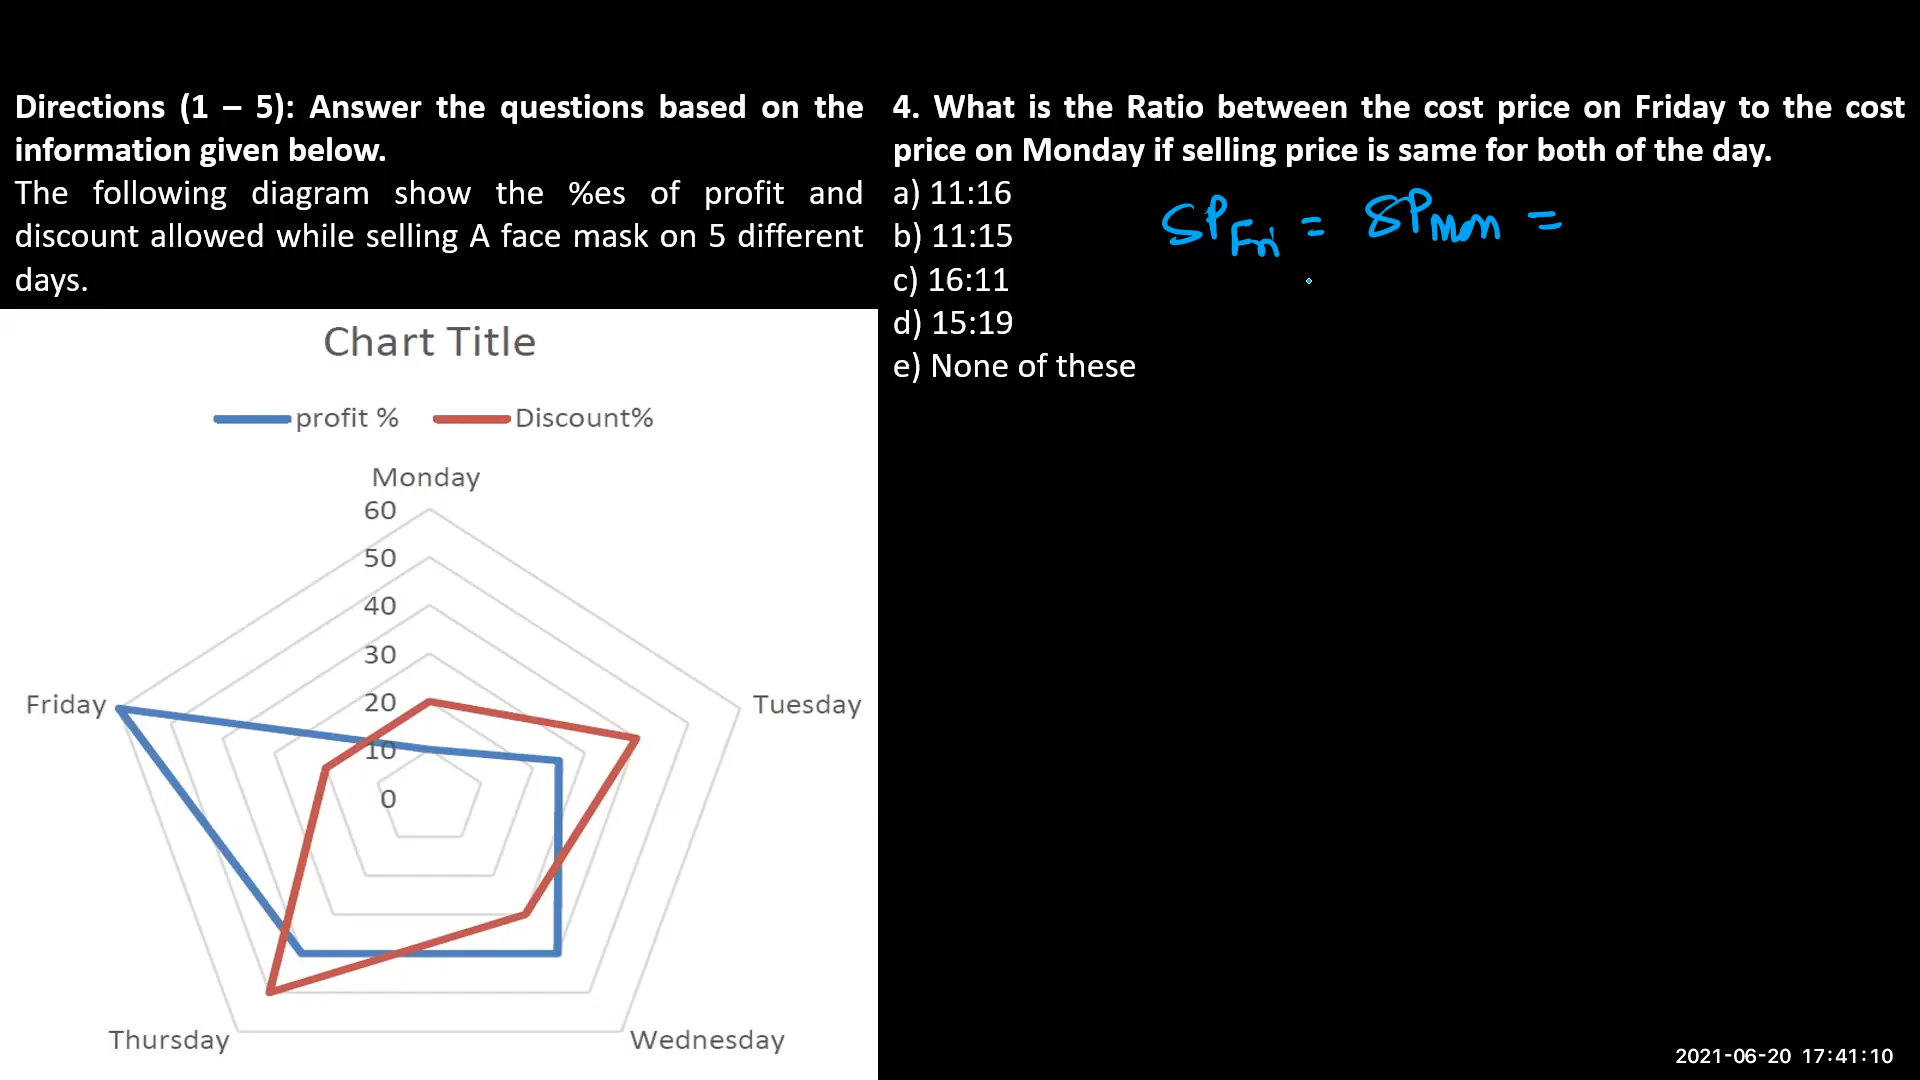 Directions (1 – 5): Answer the questions based on the
information given below.
The following diagram show the %es of profit and
discount allowed while selling A face mask on 5 different
days.
Chart Title
profit %
Discount%
Monday
60
50
40
30
20
10
0
Friday
Tuesday
Thursday
Wednesday
4. What is the Ratio between the cost price on Friday to the cost
price on Monday if selling price is same for both of the day.
a) 11:16
b) 11:15
c) 16:11
d) 15:19
e) None of these
SP Fri = SP Mon =
2021-06-20 17:41:10